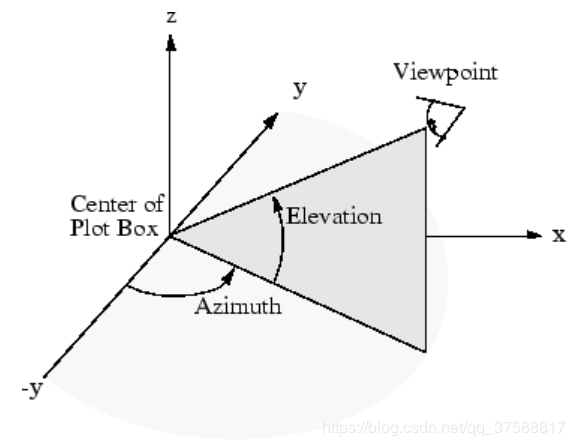 z
Viewpoint
y
Center of
Plot Box
Elevation
x
Azimuth
-y
https://blog.csdn.net/qq_37588817